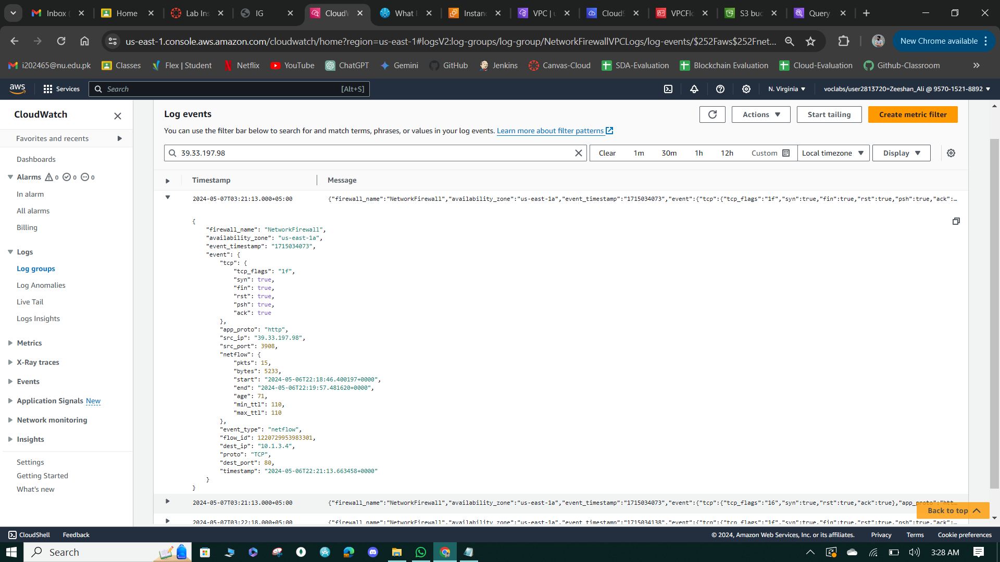 Inbox (
Home
Lab Ins
IG
CloudW
What I
Instanc
VPC | u
Cloud9
VPCFlo
S3 buc
Query
us-east-1.console.aws.amazon.com/cloudwatch/home?region=us-east-1#logsV2:log-groups/log-group/NetworkFirewallVPCLogs/log-events/$252Faws$252Fnet...
New Chrome available
i202465@nu.edu.pk
Classes
Flex | Student
Netflix
YouTube
ChatGPT
Gemini
GitHub
Jenkins
Canvas-Cloud
SDA-Evaluation
Blockchain Evaluation
Cloud-Evaluation
Github-Classroom
aws
Services
Search
[Alt+S]
N. Virginia
voclabs/user2813720=Zeeshan_Ali @ 9570-1521-8892
CloudWatch
Favorites and recents
Dashboards
Alarms 0 0 0
In alarm
All alarms
Billing
Logs
Log groups
Log Anomalies
Live Tail
Logs Insights
Metrics
X-Ray traces
Events
Application Signals New
Network monitoring
Insights
Settings
Getting Started
What's new
Log events
Actions
Start tailing
Create metric filter
You can use the filter bar below to search for and match terms, phrases, or values in your log events. Learn more about filter patterns
39.33.197.98
Clear
1m
30m
1h
12h
Custom
Local timezone
Display
Timestamp
Message
2024-05-07T03:21:13.000+05:00
{"firewall_name":"NetworkFirewall","availability_zone":"us-east-1a","event_timestamp":"1715034073","event":{"tcp":{"tcp_flags":"1f","syn":true,"fin":true,"rst":true,"psh":true,"ack":…
{
"firewall_name": "NetworkFirewall",
"availability_zone": "us-east-1a",
"event_timestamp": "1715034073",
"event": {
"tcp": {
"tcp_flags": "1f",
"syn": true,
"fin": true,
"rst": true,
"psh": true,
"ack": true
},
"app_proto": "http",
"src_ip": "39.33.197.98",
"src_port": 3908,
"netflow": {
"pkts": 15,
"bytes": 5233,
"start": "2024-05-06T22:18:46.400197+0000",
"end": "2024-05-06T22:19:57.481620+0000",
"age": 71,
"min_ttl": 110,
"max_ttl": 110
},
"event_type": "netflow",
"flow_id": 1220729953983301,
"dest_ip": "10.1.3.4",
"proto": "TCP",
"dest_port": 80,
"timestamp": "2024-05-06T22:21:13.663458+0000"
}
}
2024-05-07T03:21:13.000+05:00
{"firewall_name":"NetworkFirewall","availability_zone":"us-east-1a","event_timestamp":"1715034073","event":{"tcp":{"tcp_flags":"16","syn":true,"rst":true,"ack":true},"app_proto":"htt…
2024-05-07T03:22:18.000+05:00
{"firewall_name":"NetworkFirewall","availability_zone":"us-east-1a","event_timestamp":"1715034138","event":{"tcp":{"tcp_flags":"1f","syn":true,"fin":true,"rst":true,"psh":true,"ack":…
Back to top
CloudShell
Feedback
© 2024, Amazon Web Services, Inc. or its affiliates.
Privacy
Terms
Cookie preferences
Search
3:28 AM